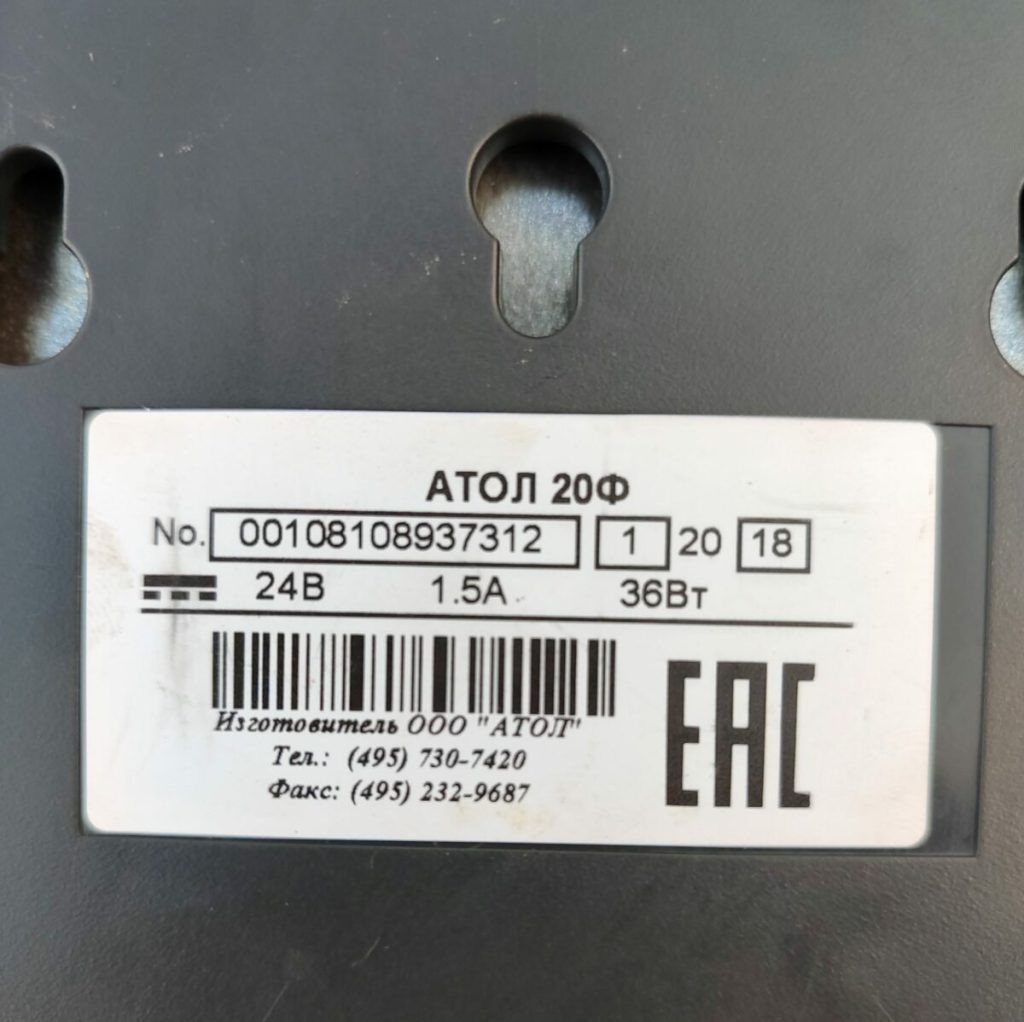 АТОЛ 20Ф
No. 00108108937312 1 20 18
24В 1.5А 36Вт
Изготовитель ООО "АТОЛ"
Тел.: (495) 730-7420
Факс: (495) 232-9687
ЕАС